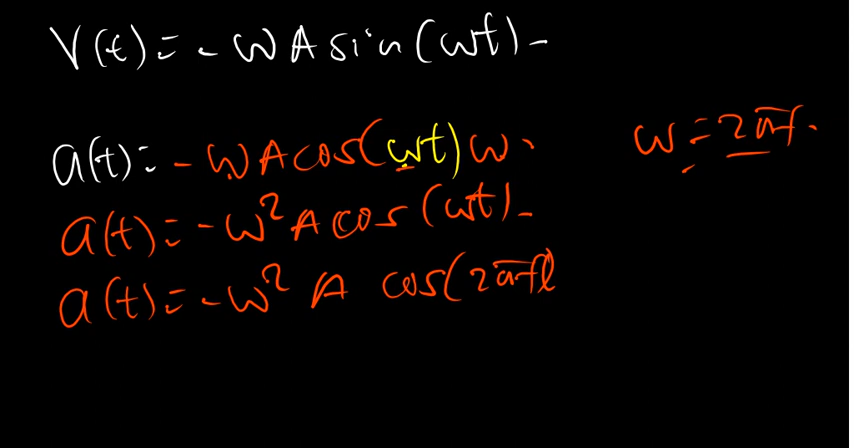 V(t) = -ωA sin(ωt) -
a(t) = -ωA cos(ωt)ω.
ω = 2πf.
a(t) = -ω²A cos(ωt) -
a(t) = -ω² A cos(2πf